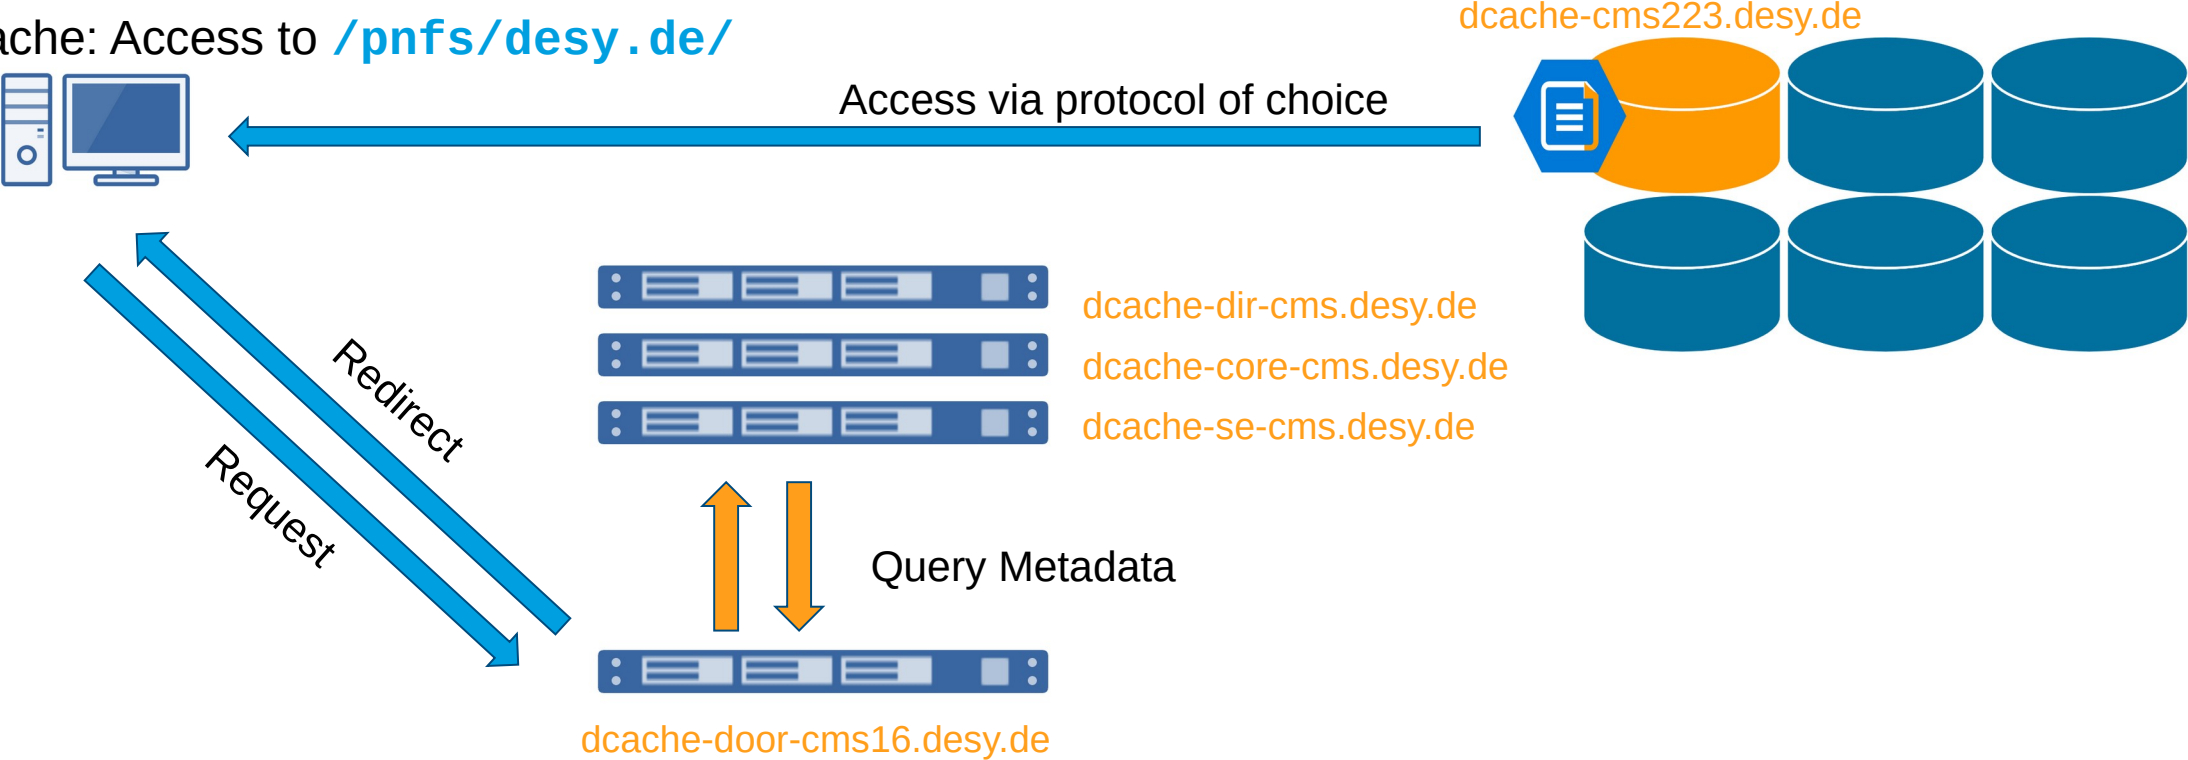 ache: Access to /pnfs/desy.de/
dcache-cms223.desy.de
Access via protocol of choice
dcache-dir-cms.desy.de
dcache-core-cms.desy.de
dcache-se-cms.desy.de
Redirect
Request
Query Metadata
dcache-door-cms16.desy.de